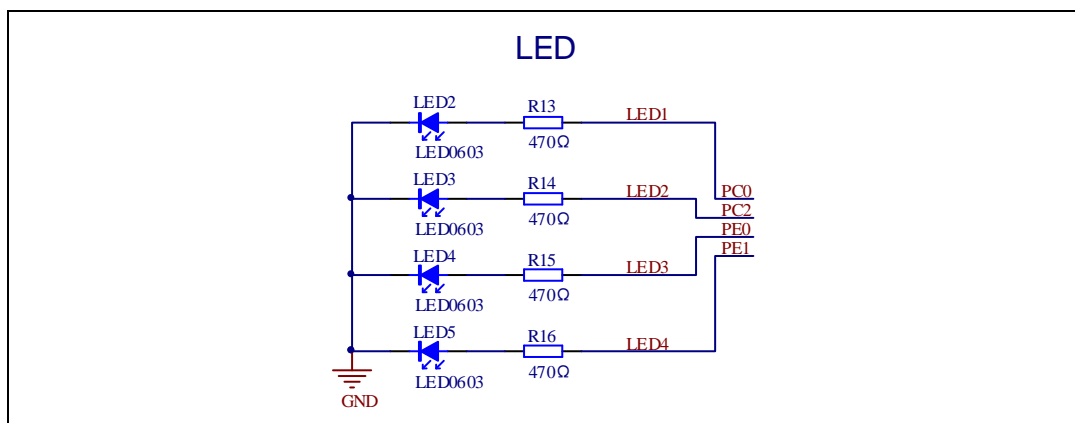 LED
LED2
R13
LED1
470Ω
LED0603
LED3
R14
LED2
PC0
470Ω
PC2
LED0603
PE0
LED4
R15
LED3
PE1
470Ω
LED0603
LED5
R16
LED4
470Ω
LED0603
GND